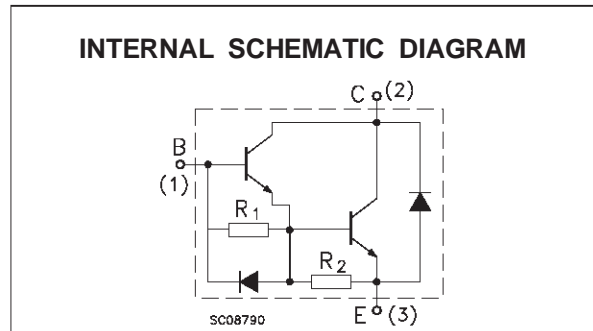 INTERNAL SCHEMATIC DIAGRAM
C (2)
B
(1)
R1
R2
SC08790
E (3)